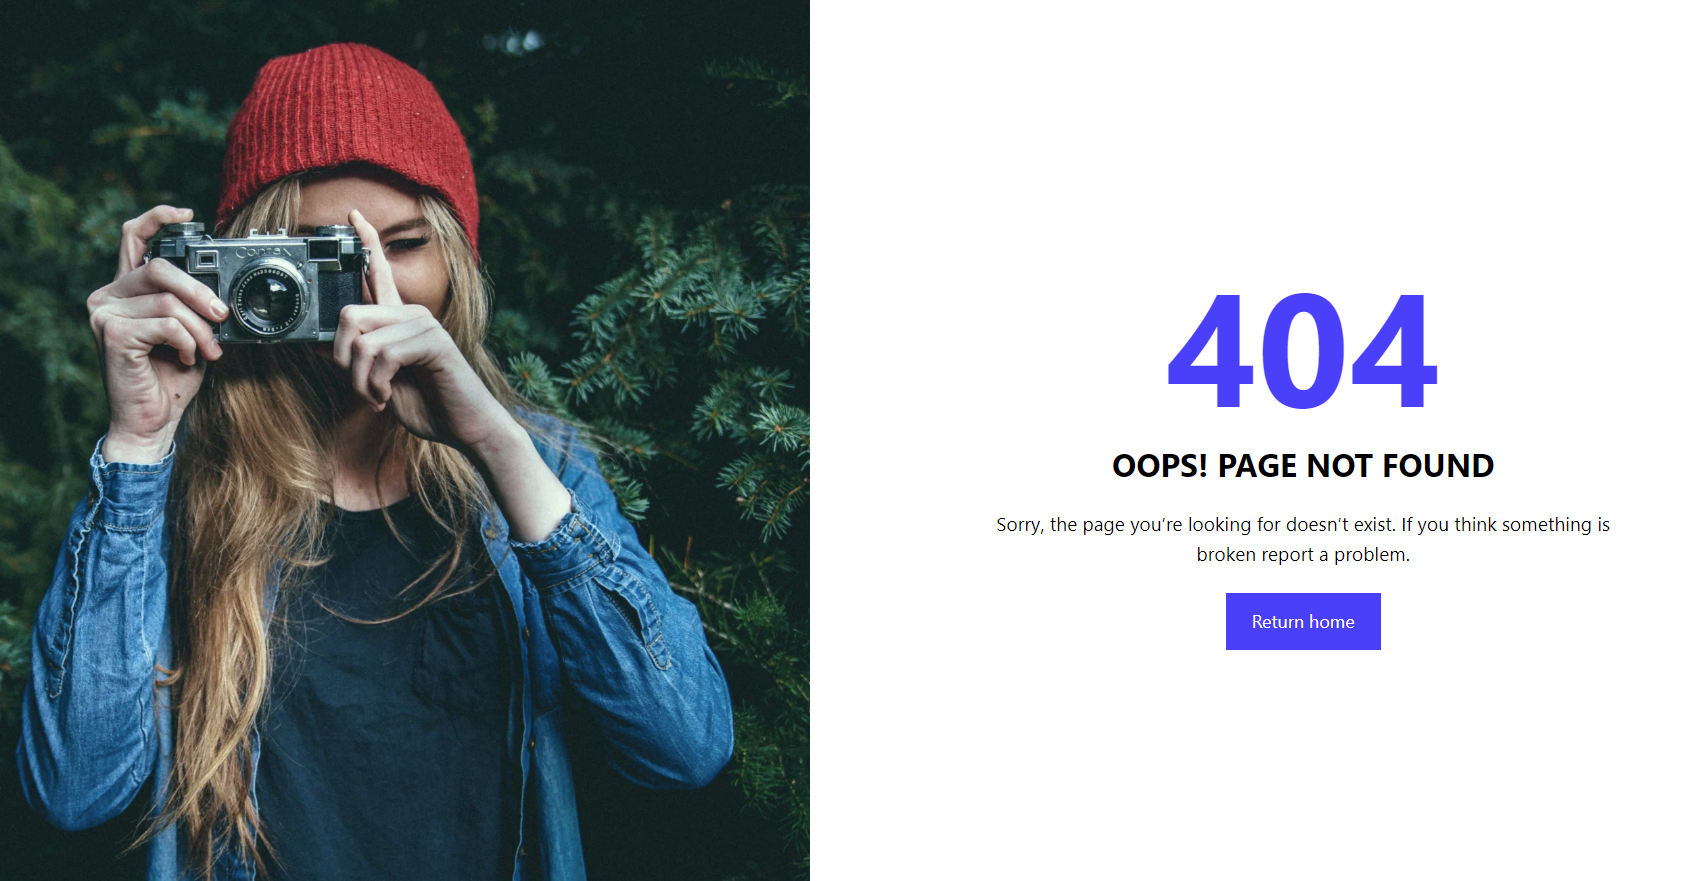 Contax
404
OOPS! PAGE NOT FOUND
Sorry, the page you’re looking for doesn’t exist. If you think something is
broken report a problem.
Return home